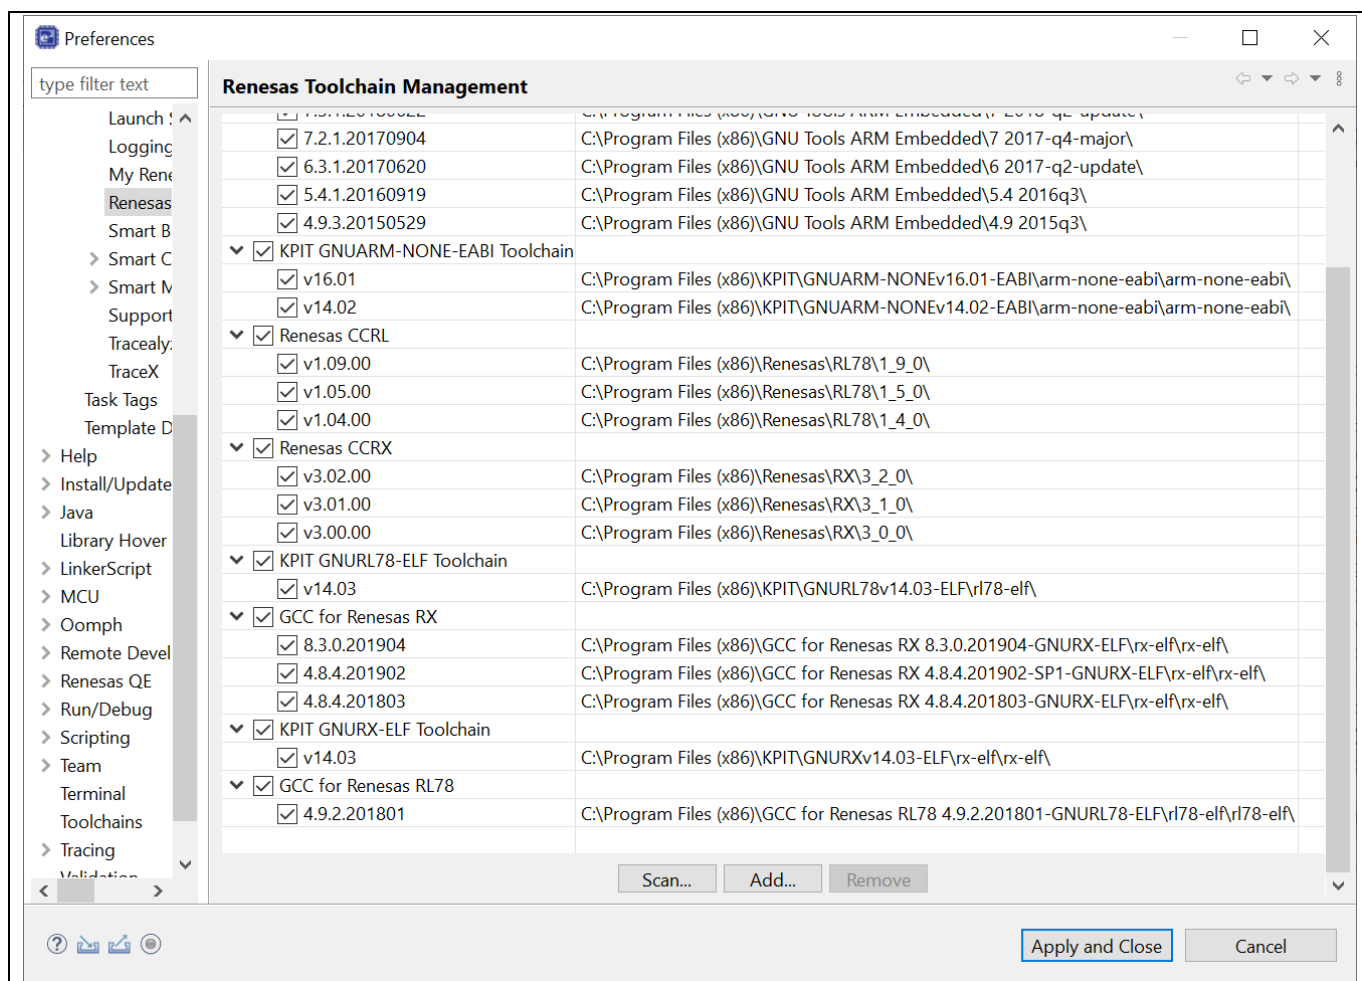 Preferences
type filter text
Renesas Toolchain Management
Launch
Logging
My Rene
Renesas
Smart B
Smart C
Smart M
Support
Tracealy
TraceX
Task Tags
Template D
Help
Install/Update
Java
Library Hover
LinkerScript
MCU
Oomph
Remote Devel
Renesas QE
Run/Debug
Scripting
Team
Terminal
Toolchains
Tracing
Validation
7.2.1.20170904 C:\Program Files (x86)\GNU Tools ARM Embedded\7 2017-q4-major\
6.3.1.20170620 C:\Program Files (x86)\GNU Tools ARM Embedded\6 2017-q2-update\
5.4.1.20160919 C:\Program Files (x86)\GNU Tools ARM Embedded\5.4 2016q3\
4.9.3.20150529 C:\Program Files (x86)\GNU Tools ARM Embedded\4.9 2015q3\
KPIT GNUARM-NONE-EABI Toolchain
v16.01 C:\Program Files (x86)\KPIT\GNUARM-NONEv16.01-EABI\arm-none-eabi\arm-none-eabi\
v14.02 C:\Program Files (x86)\KPIT\GNUARM-NONEv14.02-EABI\arm-none-eabi\arm-none-eabi\
Renesas CCRL
v1.09.00 C:\Program Files (x86)\Renesas\RL78\1_9_0\
v1.05.00 C:\Program Files (x86)\Renesas\RL78\1_5_0\
v1.04.00 C:\Program Files (x86)\Renesas\RL78\1_4_0\
Renesas CCRX
v3.02.00 C:\Program Files (x86)\Renesas\RX\3_2_0\
v3.01.00 C:\Program Files (x86)\Renesas\RX\3_1_0\
v3.00.00 C:\Program Files (x86)\Renesas\RX\3_0_0\
KPIT GNURL78-ELF Toolchain
v14.03 C:\Program Files (x86)\KPIT\GNURL78v14.03-ELF\rl78-elf\
GCC for Renesas RX
8.3.0.201904 C:\Program Files (x86)\GCC for Renesas RX 8.3.0.201904-GNURX-ELF\rx-elf\rx-elf\
4.8.4.201902 C:\Program Files (x86)\GCC for Renesas RX 4.8.4.201902-SP1-GNURX-ELF\rx-elf\rx-elf\
4.8.4.201803 C:\Program Files (x86)\GCC for Renesas RX 4.8.4.201803-GNURX-ELF\rx-elf\rx-elf\
KPIT GNURX-ELF Toolchain
v14.03 C:\Program Files (x86)\KPIT\GNURXv14.03-ELF\rx-elf\rx-elf\
GCC for Renesas RL78
4.9.2.201801 C:\Program Files (x86)\GCC for Renesas RL78 4.9.2.201801-GNURL78-ELF\rl78-elf\rl78-elf\
Scan...
Add...
Remove
Apply and Close
Cancel